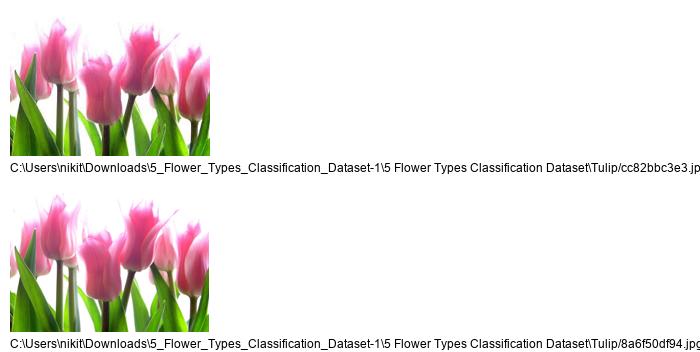 C:\Users\nikit\Downloads\5_Flower_Types_Classification_Dataset-1\5 Flower Types Classification Dataset\Tulip/cc82bbc3e3.jp
C:\Users\nikit\Downloads\5_Flower_Types_Classification_Dataset-1\5 Flower Types Classification Dataset\Tulip/8a6f50df94.jpg